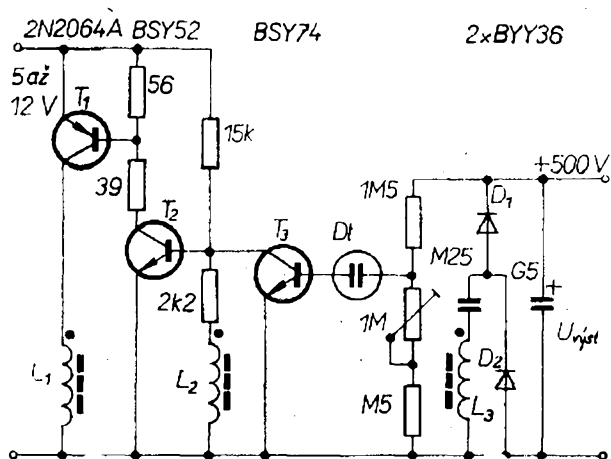 2N2064A BSY52 BSY74 2xBYY36
5 až
12 V
T1
56
15k
39
T2
2k2
T3
Dt
1M5
1M
M5
M25
D1
G5
+500 V
+
Uvýst
D2
L1
L2
L3